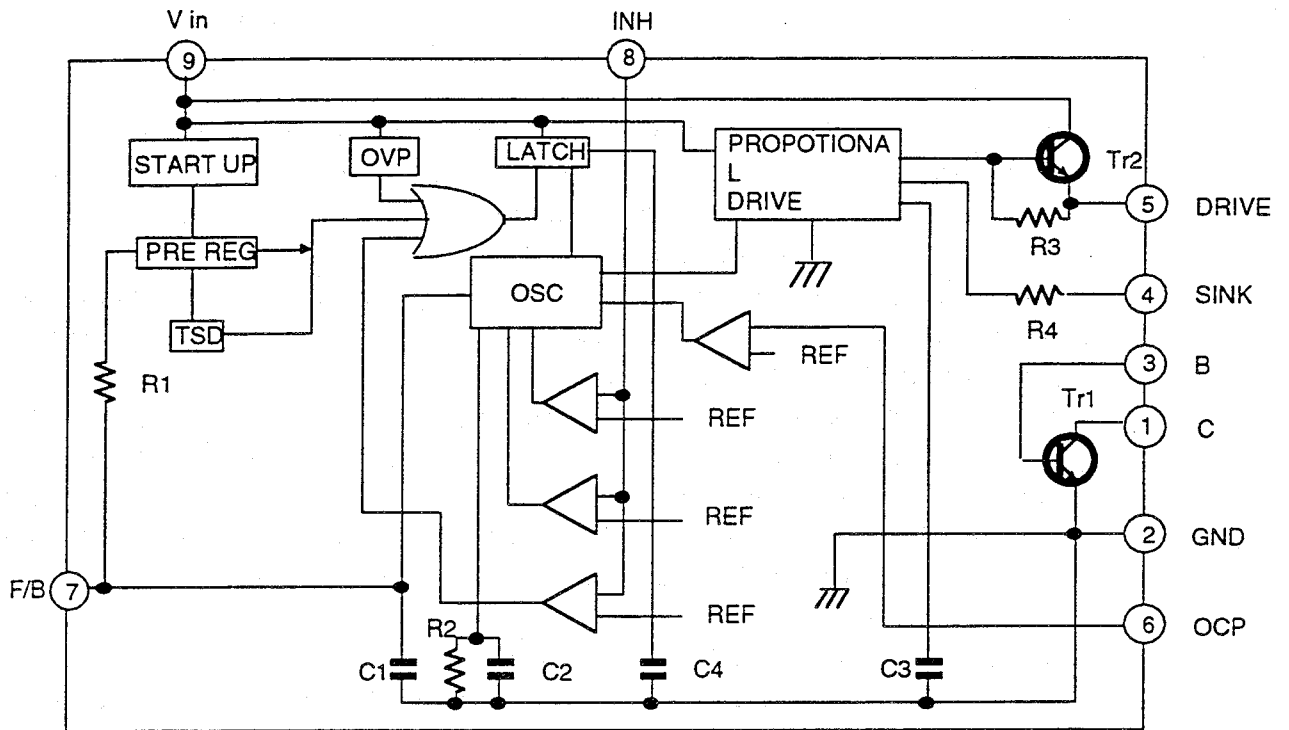 V in
INH
9
8
START UP
OVP
LATCH
PROPOTIONA
L
DRIVE
Tr2
5 DRIVE
R3
PRE REG
OSC
4 SINK
R4
TSD
REF
3 B
R1
Tr1
REF
1 C
REF
2 GND
F/B 7
REF
6 OCP
R2
C1
C2
C4
C3